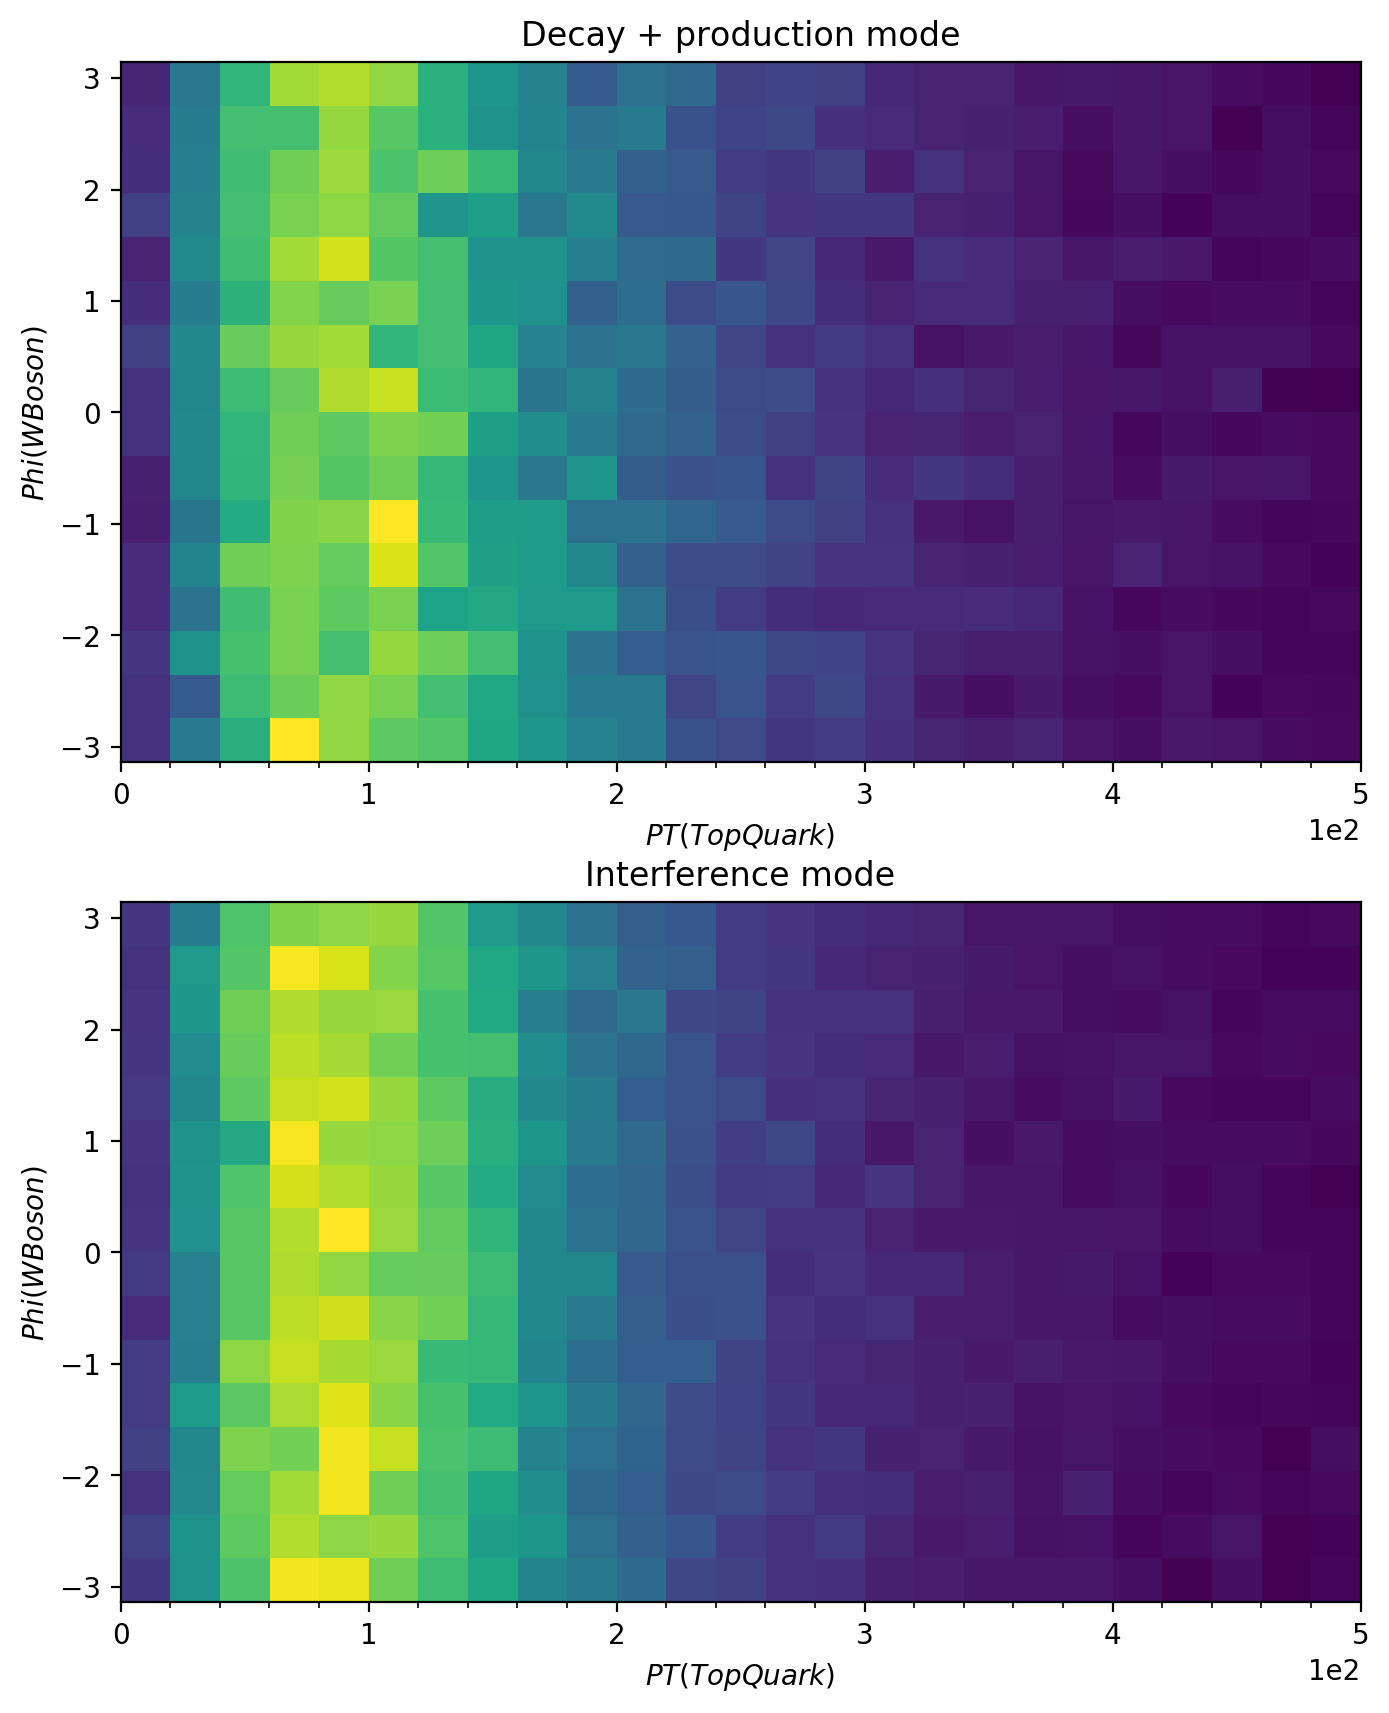 Decay + production mode
3
2
1
0
−1
−2
−3
Phi(WBoson)
0 1 2 3 4 5
1e2
PT(TopQuark)
Interference mode
3
2
1
0
−1
−2
−3
Phi(WBoson)
0 1 2 3 4 5
1e2
PT(TopQuark)